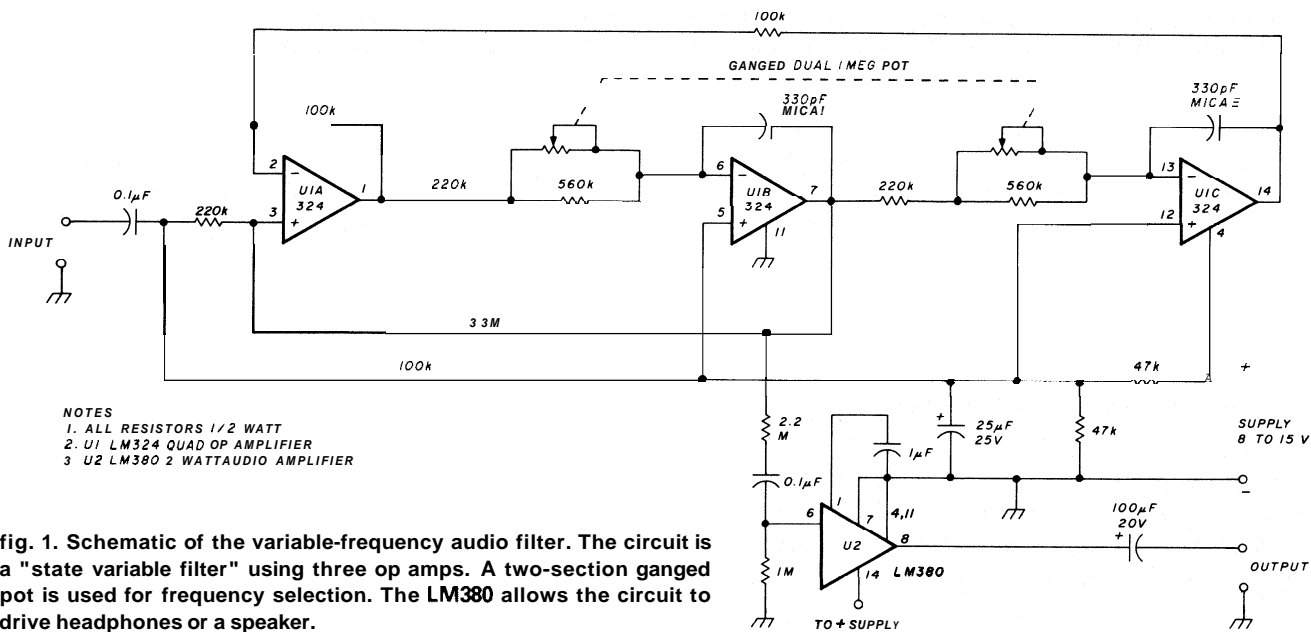 100k
GANGED DUAL 1 MEG POT
330pF
MICA!
330pF
MICA Ξ
100k
2
−
U1A
324
1
3
+
0.1µF
220k
INPUT
220k
560k
6
−
U1B
324
7
5
+
11
220k
560k
13
−
U1C
324
14
12
+
4
3 3M
100k
47k
+
NOTES
1. ALL RESISTORS 1/2 WATT
2. U1 LM324 QUAD OP AMPLIFIER
3 U2 LM380 2 WATTAUDIO AMPLIFIER
2.2
M
1µF
+
25µF
25V
47k
SUPPLY
8 TO 15 V
−
0.1µF
6
1
7
4,11
U2
8
LM380
14
1M
TO + SUPPLY
100µF
20V
+
OUTPUT
fig. 1. Schematic of the variable-frequency audio filter. The circuit is
a "state variable filter" using three op amps. A two-section ganged
pot is used for frequency selection. The LM380 allows the circuit to
drive headphones or a speaker.